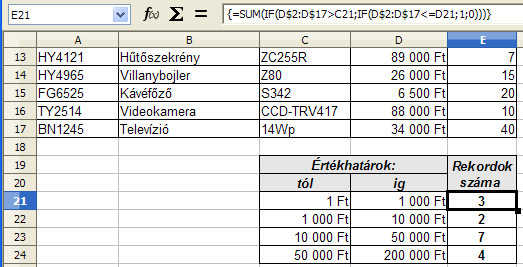 E21 f(x) Σ = {=SUM(IF(D$2:D$17>C21;IF(D$2:D$17<=D21;1;0)))}
A B C D E
13 HY4121 Hűtőszekrény ZC255R 89 000 Ft 7
14 HY4965 Villanybojler Z80 26 000 Ft 15
15 FG6525 Kávéfőző S342 6 500 Ft 20
16 TY2514 Videokamera CCD-TRV417 88 000 Ft 10
17 BN1245 Televízió 14Wp 34 000 Ft 40
18
19 Értékhatárok: Rekordok
20 tól ig száma
21 1 Ft 1 000 Ft 3
22 1 000 Ft 10 000 Ft 2
23 10 000 Ft 50 000 Ft 7
24 50 000 Ft 200 000 Ft 4